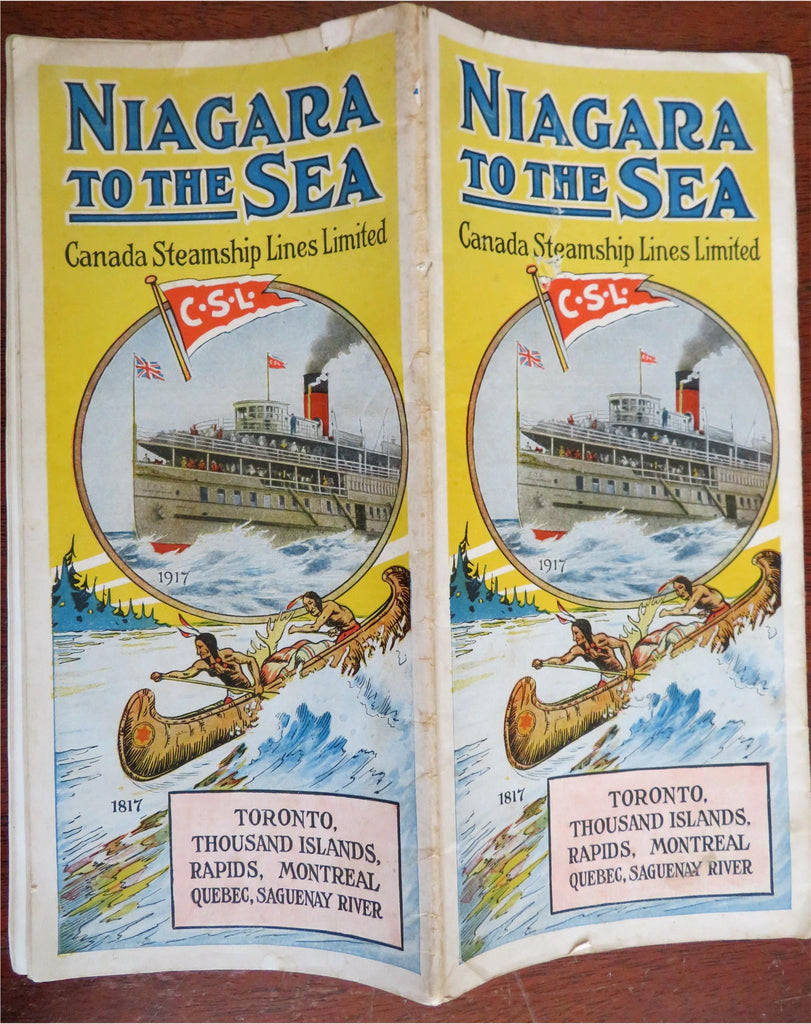 NIAGARA
TO THE SEA
Canada Steamship Lines Limited
C·S·L·
1917
1817
TORONTO,
THOUSAND ISLANDS,
RAPIDS, MONTREAL
QUEBEC, SAGUENAY RIVER
NIAGARA
TO THE SEA
Canada Steamship Lines Limited
C·S·L·
1917
1817
TORONTO,
THOUSAND ISLANDS,
RAPIDS, MONTREAL
QUEBEC, SAGUENAY RIVER